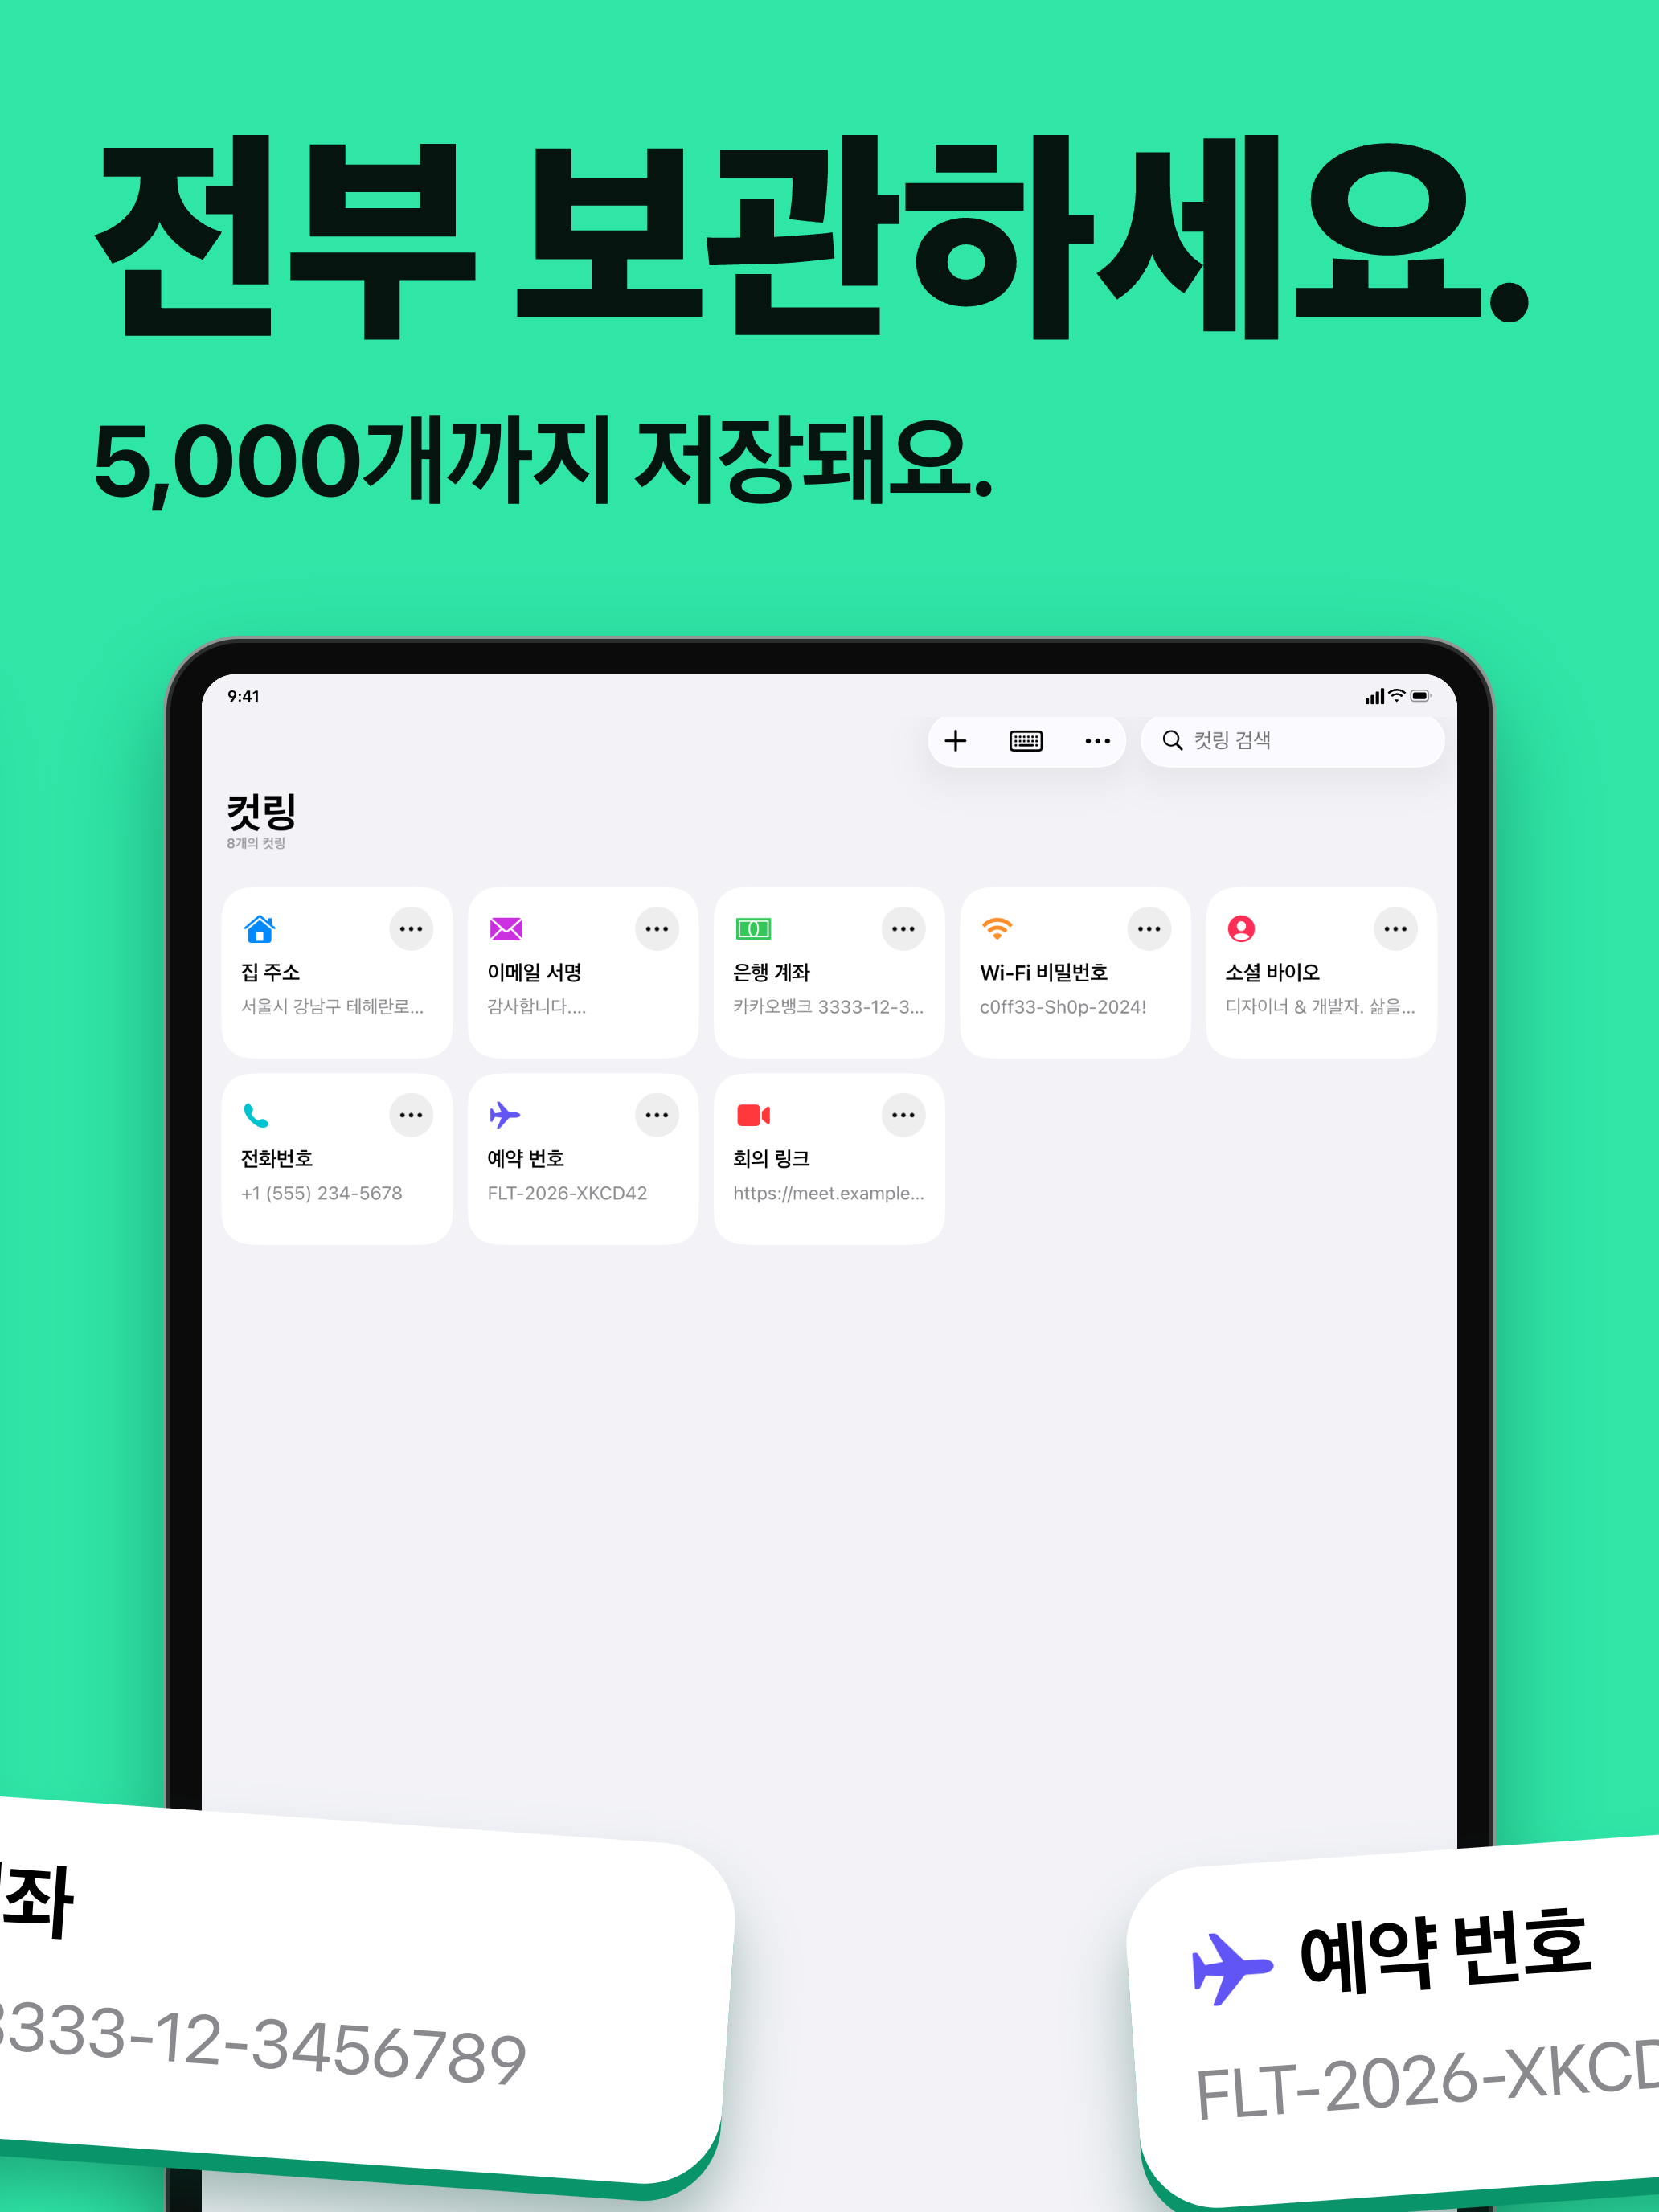 전부 보관하세요.
5,000개까지 저장돼요.
9:41
컷링 검색
컷링
8개의 컷링
집 주소
서울시 강남구 테헤란로...
이메일 서명
감사합니다....
은행 계좌
카카오뱅크 3333-12-3...
Wi-Fi 비밀번호
c0ff33-Sh0p-2024!
소셜 바이오
디자이너 & 개발자. 삶을...
전화번호
+1 (555) 234-5678
예약 번호
FLT-2026-XKCD42
회의 링크
https://meet.example...
좌
3333-12-3456789
예약 번호
FLT-2026-XKCD